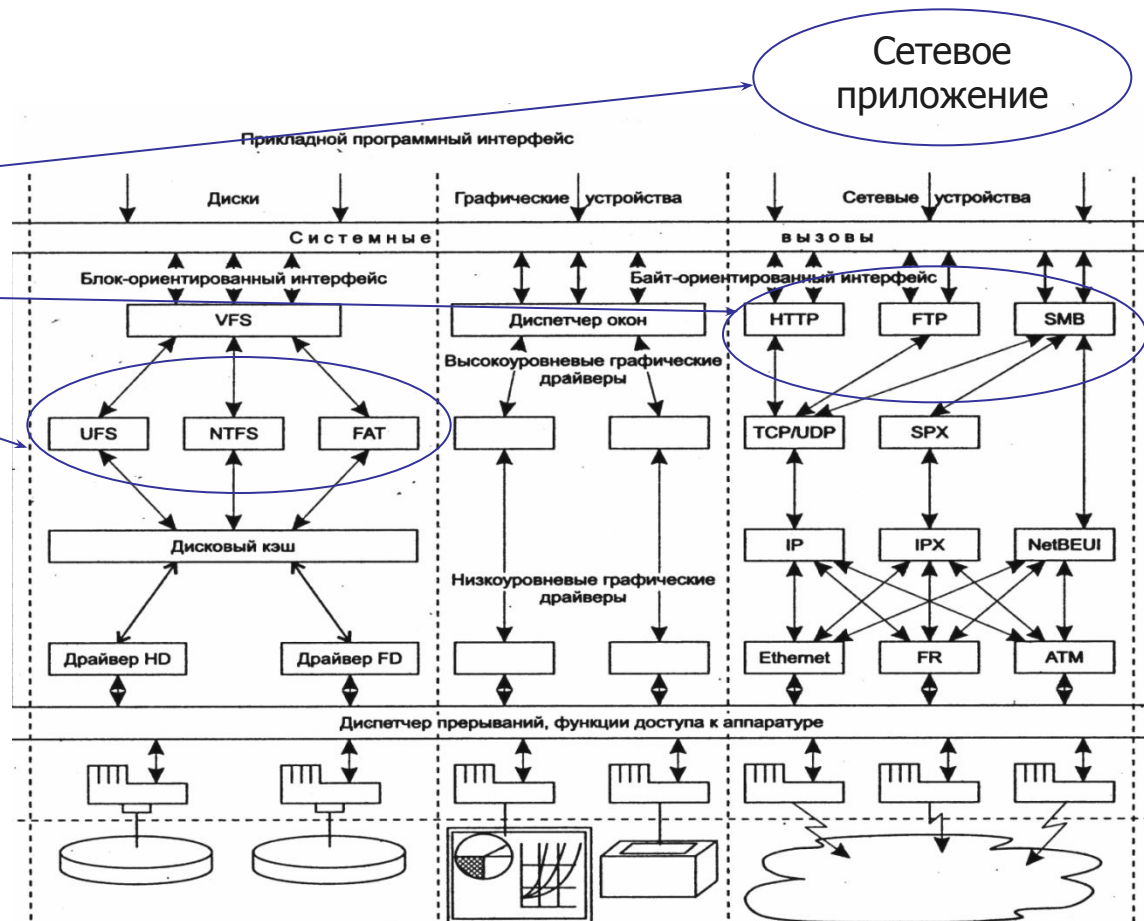 Сетевое
приложение
Прикладной программный интерфейс
Диски
Графические устройства
Сетевые устройства
Системные вызовы
Блок-ориентированный интерфейс
Байт-ориентированный интерфейс
VFS
Диспетчер окон
HTTP
FTP
SMB
Высокоуровневые графические
драйверы
UFS
NTFS
FAT
TCP/UDP
SPX
Дисковый кэш
IP
IPX
NetBEUI
Низкоуровневые графические
драйверы
Драйвер HD
Драйвер FD
Ethernet
FR
ATM
Диспетчер прерываний, функции доступа к аппаратуре